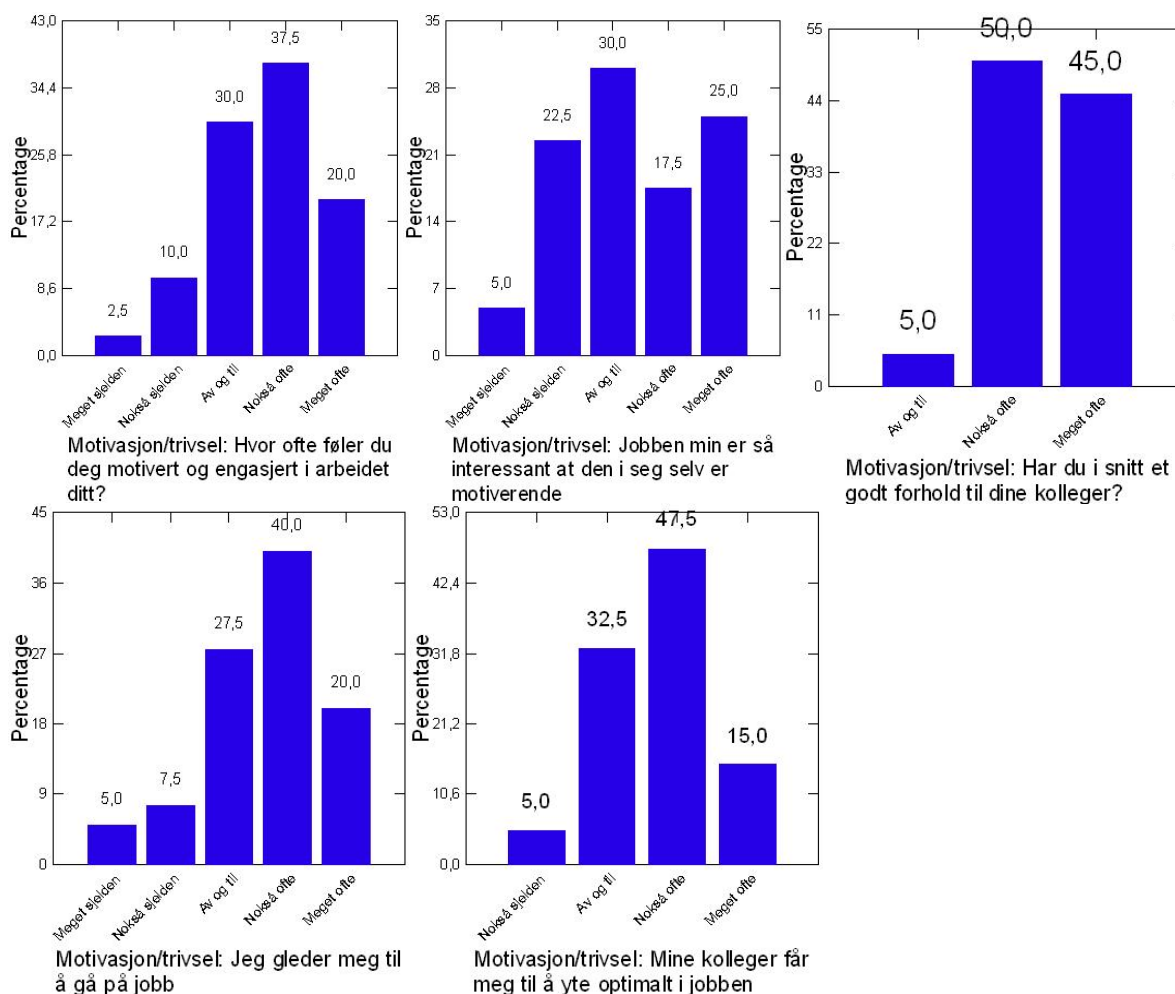 43,0
34,4
25,8
17,2
8,6
0,0
Percentage
2,5
10,0
30,0
37,5
20,0
Meget sjelden
Nokså sjelden
Av og til
Nokså ofte
Meget ofte
Motivasjon/trivsel: Hvor ofte føler du
deg motivert og engasjert i arbeidet
ditt?
35
28
21
14
7
0
Percentage
5,0
22,5
30,0
17,5
25,0
Meget sjelden
Nokså sjelden
Av og til
Nokså ofte
Meget ofte
Motivasjon/trivsel: Jobben min er så
interessant at den i seg selv er
motiverende
55
44
33
22
11
0
Percentage
5,0
50,0
45,0
Av og til
Nokså ofte
Meget ofte
Motivasjon/trivsel: Har du i snitt et
godt forhold til dine kolleger?
45
36
27
18
9
0
Percentage
5,0
7,5
27,5
40,0
20,0
Meget sjelden
Nokså sjelden
Av og til
Nokså ofte
Meget ofte
Motivasjon/trivsel: Jeg gleder meg til
å gå på jobb
53,0
42,4
31,8
21,2
10,6
0,0
Percentage
5,0
32,5
47,5
15,0
Nokså sjelden
Av og til
Nokså ofte
Meget ofte
Motivasjon/trivsel: Mine kolleger får
meg til å yte optimalt i jobben